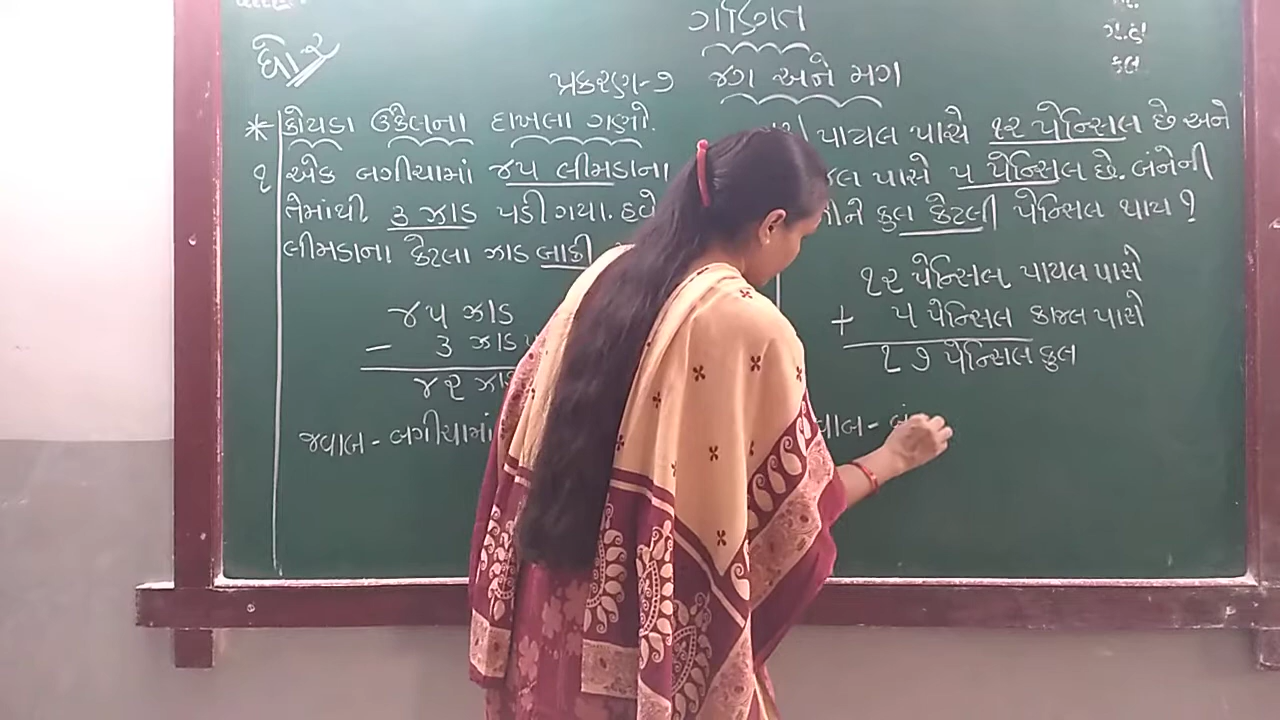 ગણિત
ધો-૨
પ્રકરણ-૭ જગ અને મગ
* કોયડા ઉકેલના દાખલા ગણો.
૧ એક બગીચામાં ૪૫ લીમડાના
તેમાંથી ૩ ઝાડ પડી ગયા. હવે
લીમડાના કેટલા ઝાડ બાકી
૪૫ ઝાડ
- ૩ ઝાડ
૪૨ ઝાડ
જવાબ - બગીચામાં
પાયલ પાસે ૧૨ પેન્સિલ છે અને
પાસે ૫ પેન્સિલ છે. બંનેની
કુલ કેટલી પેન્સિલ થાય ?
૧૨ પેન્સિલ પાયલ પાસે
+ ૫ પેન્સિલ કાજલ પાસે
૧૭ પેન્સિલ કુલ